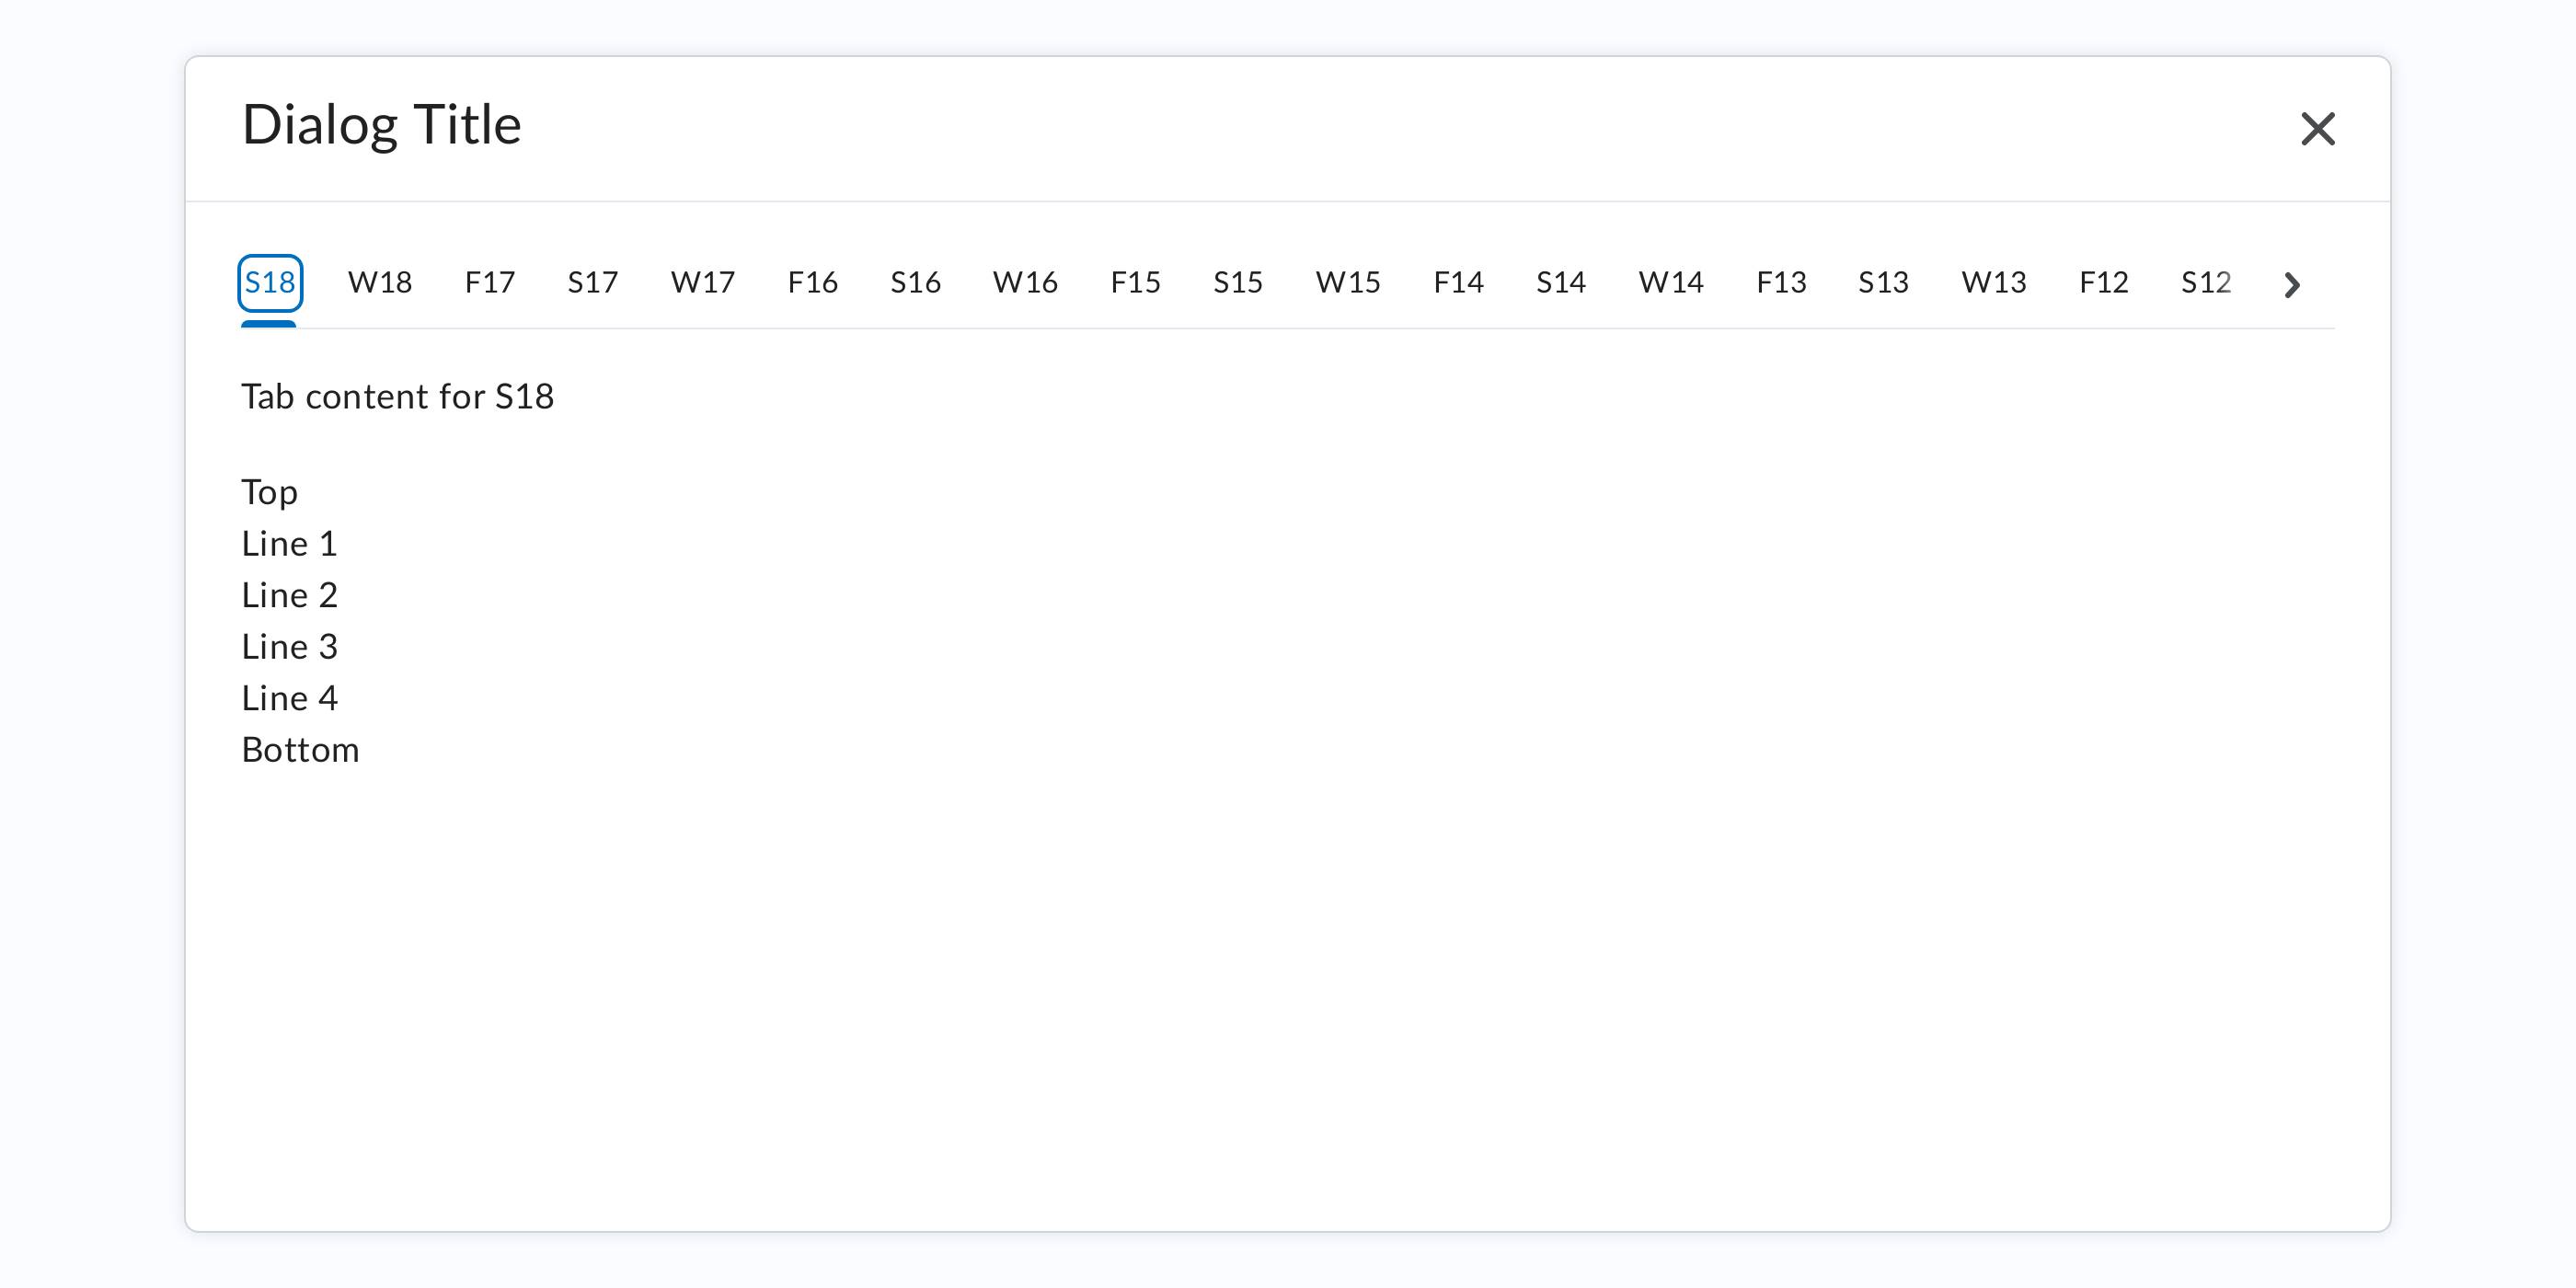 Dialog Title
S18 W18 F17 S17 W17 F16 S16 W16 F15 S15 W15 F14 S14 W14 F13 S13 W13 F12 S12
Tab content for S18
Top
Line 1
Line 2
Line 3
Line 4
Bottom